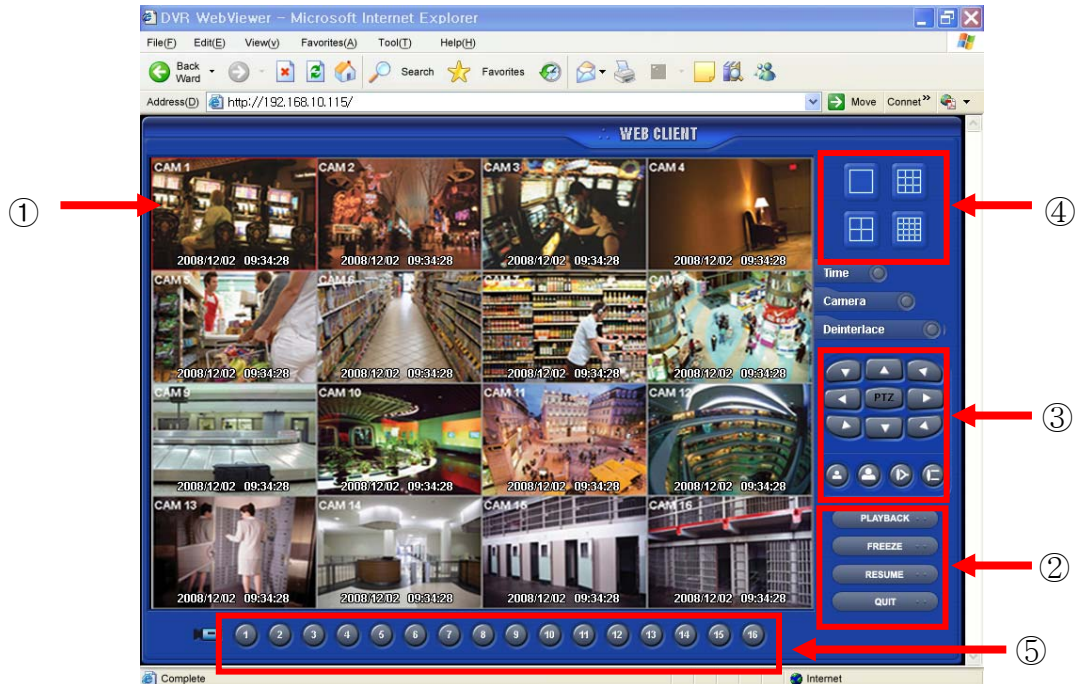 DVR WebViewer - Microsoft Internet Explorer
File(F) Edit(E) View(v) Favorites(A) Tool(T) Help(H)
Back Ward Search Favorites
Address(D) http://192.168.10.115/ Move Connet »
WEB CLIENT
CAM 1 CAM 2 CAM 3 CAM 4
2008/12/02 09:34:28 2008/12/02 09:34:28 2008/12/02 09:34:28 2008/12/02 09:34:28
① ④
Time
Camera
Deinterlace
CAM 5 CAM 6 CAM 7 CAM 8
2008/12/02 09:34:28 2008/12/02 09:34:28 2008/12/02 09:34:28 2008/12/02 09:34:28
PTZ
③
CAM 9 CAM 10 CAM 11 CAM 12
2008/12/02 09:34:28 2008/12/02 09:34:28 2008/12/02 09:34:28 2008/12/02 09:34:28
CAM 13 CAM 14 CAM 15 CAM 16
2008/12/02 09:34:28 2008/12/02 09:34:28 2008/12/02 09:34:28 2008/12/02 09:34:28
PLAYBACK
FREEZE
②
RESUME
QUIT
1 2 3 4 5 6 7 8 9 10 11 12 13 14 15 16
⑤
Complete Internet